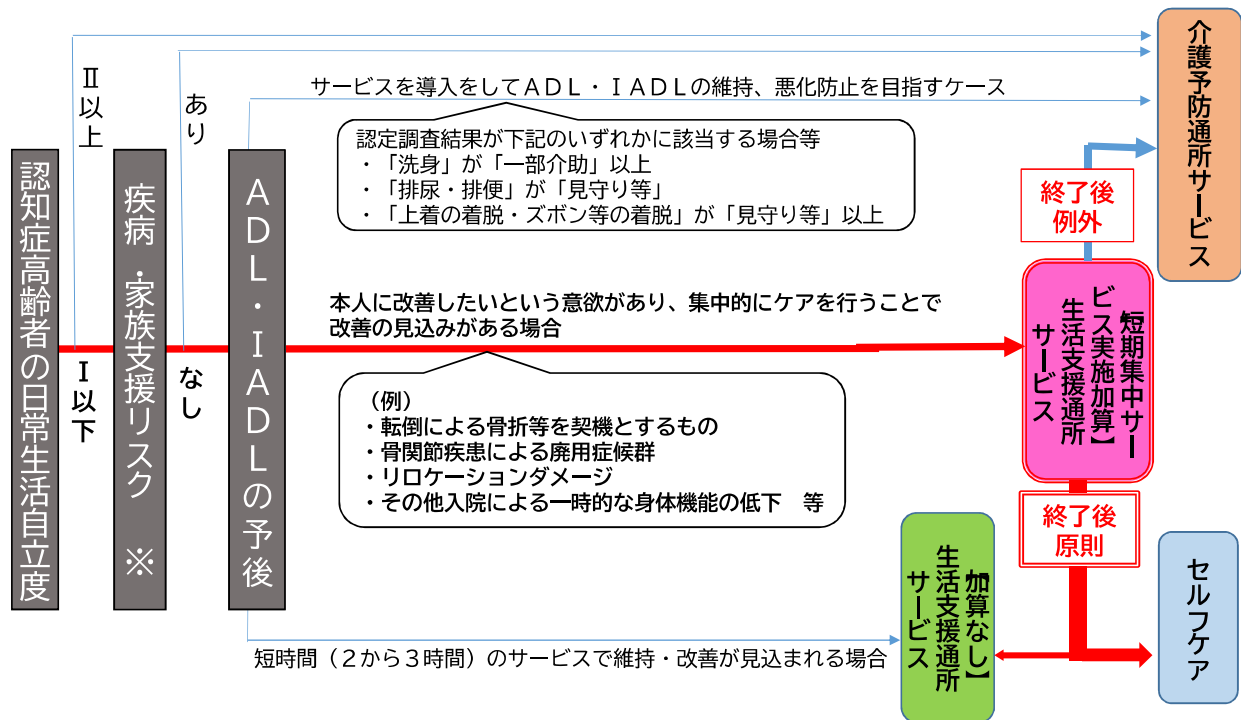 Ⅱ以上
あり
サービスを導入をしてＡＤＬ・ＩＡＤＬの維持、悪化防止を目指すケース
認定調査結果が下記のいずれかに該当する場合等
・「洗身」が「一部介助」以上
・「排尿・排便」が「見守り等」
・「上着の着脱・ズボン等の着脱」が「見守り等」以上
介護予防通所サービス
終了後
例外
認知症高齢者の日常生活自立度
疾病・家族支援リスク　※
ＡＤＬ・ＩＡＤＬの予後
本人に改善したいという意欲があり、集中的にケアを行うことで
改善の見込みがある場合
Ⅰ以下
なし
（例）
・転倒による骨折等を契機とするもの
・骨関節疾患による廃用症候群
・リロケーションダメージ
・その他入院による一時的な身体機能の低下　等
【短期集中サー
ビス実施加算】
生活支援通所
サービス
終了後
原則
【加算なし】
生活支援通所
サービス
セルフケア
短時間（２から３時間）のサービスで維持・改善が見込まれる場合